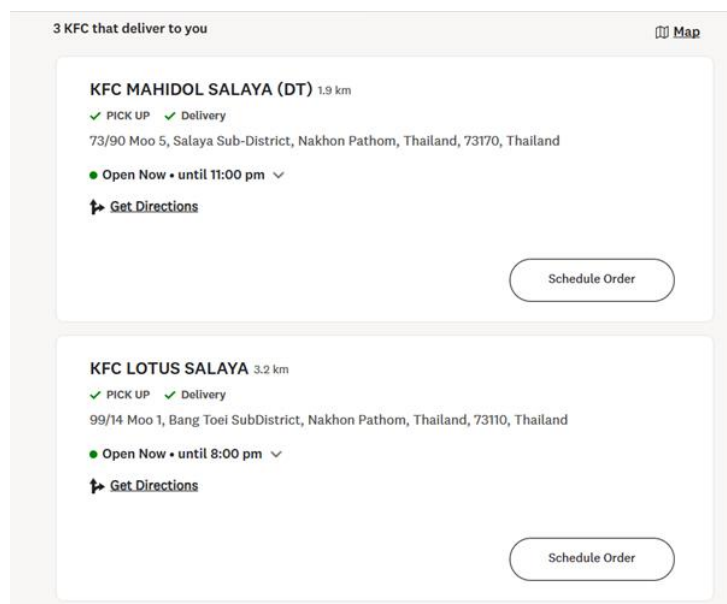 3 KFC that deliver to you
Map
KFC MAHIDOL SALAYA (DT) 1.9 km
PICK UP Delivery
73/90 Moo 5, Salaya Sub-District, Nakhon Pathom, Thailand, 73170, Thailand
Open Now • until 11:00 pm
Get Directions
Schedule Order
KFC LOTUS SALAYA 3.2 km
PICK UP Delivery
99/14 Moo 1, Bang Toei SubDistrict, Nakhon Pathom, Thailand, 73110, Thailand
Open Now • until 8:00 pm
Get Directions
Schedule Order